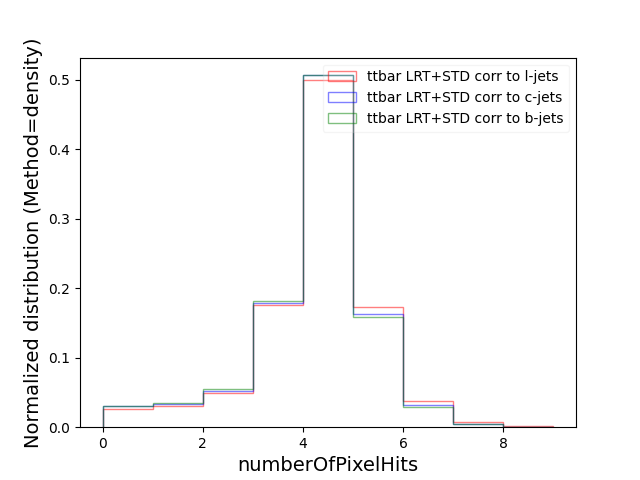 ttbar LRT+STD corr to l-jets
ttbar LRT+STD corr to c-jets
ttbar LRT+STD corr to b-jets
Normalized distribution (Method=density)
0.5
0.4
0.3
0.2
0.1
0.0
0 2 4 6 8
numberOfPixelHits